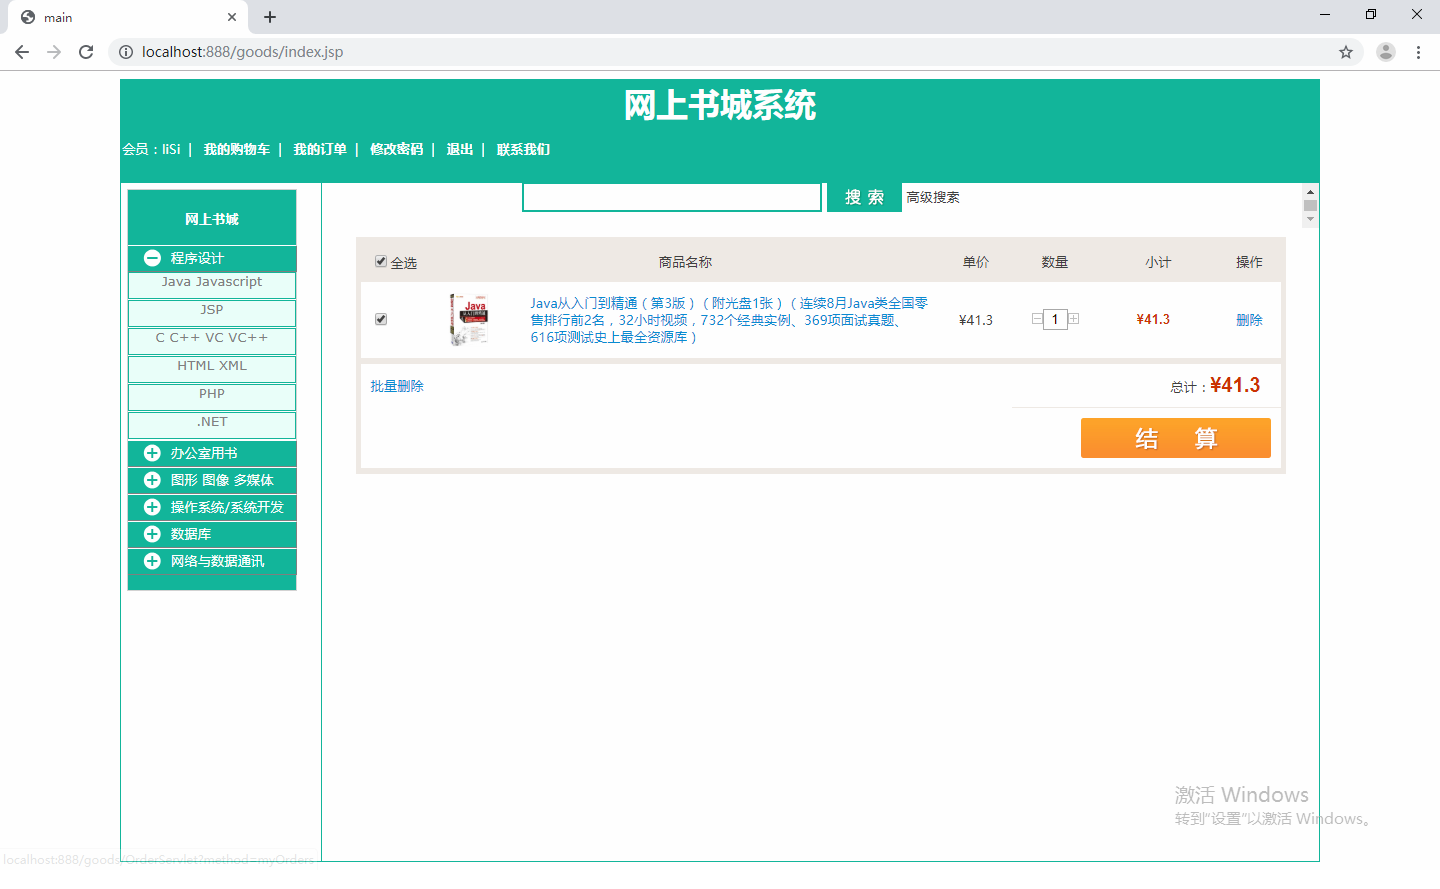 main
localhost:888/goods/index.jsp
网上书城系统
会员：liSi | 我的购物车 | 我的订单 | 修改密码 | 退出 | 联系我们
搜 索 高级搜索
网上书城
程序设计
Java Javascript
JSP
C C++ VC VC++
HTML XML
PHP
.NET
办公室用书
图形 图像 多媒体
操作系统/系统开发
数据库
网络与数据通讯
全选 商品名称 单价 数量 小计 操作
Java
Java从入门到精通（第3版）（附光盘1张）（连续8月Java类全国零
售排行前2名，32小时视频，732个经典实例、369项面试真题、
616项测试史上最全资源库）
¥41.3 1 ¥41.3 删除
批量删除 总计：¥41.3
结 算
激活 Windows
转到“设置”以激活 Windows。
localhost:888/goods/OrderServlet?method=myOrders